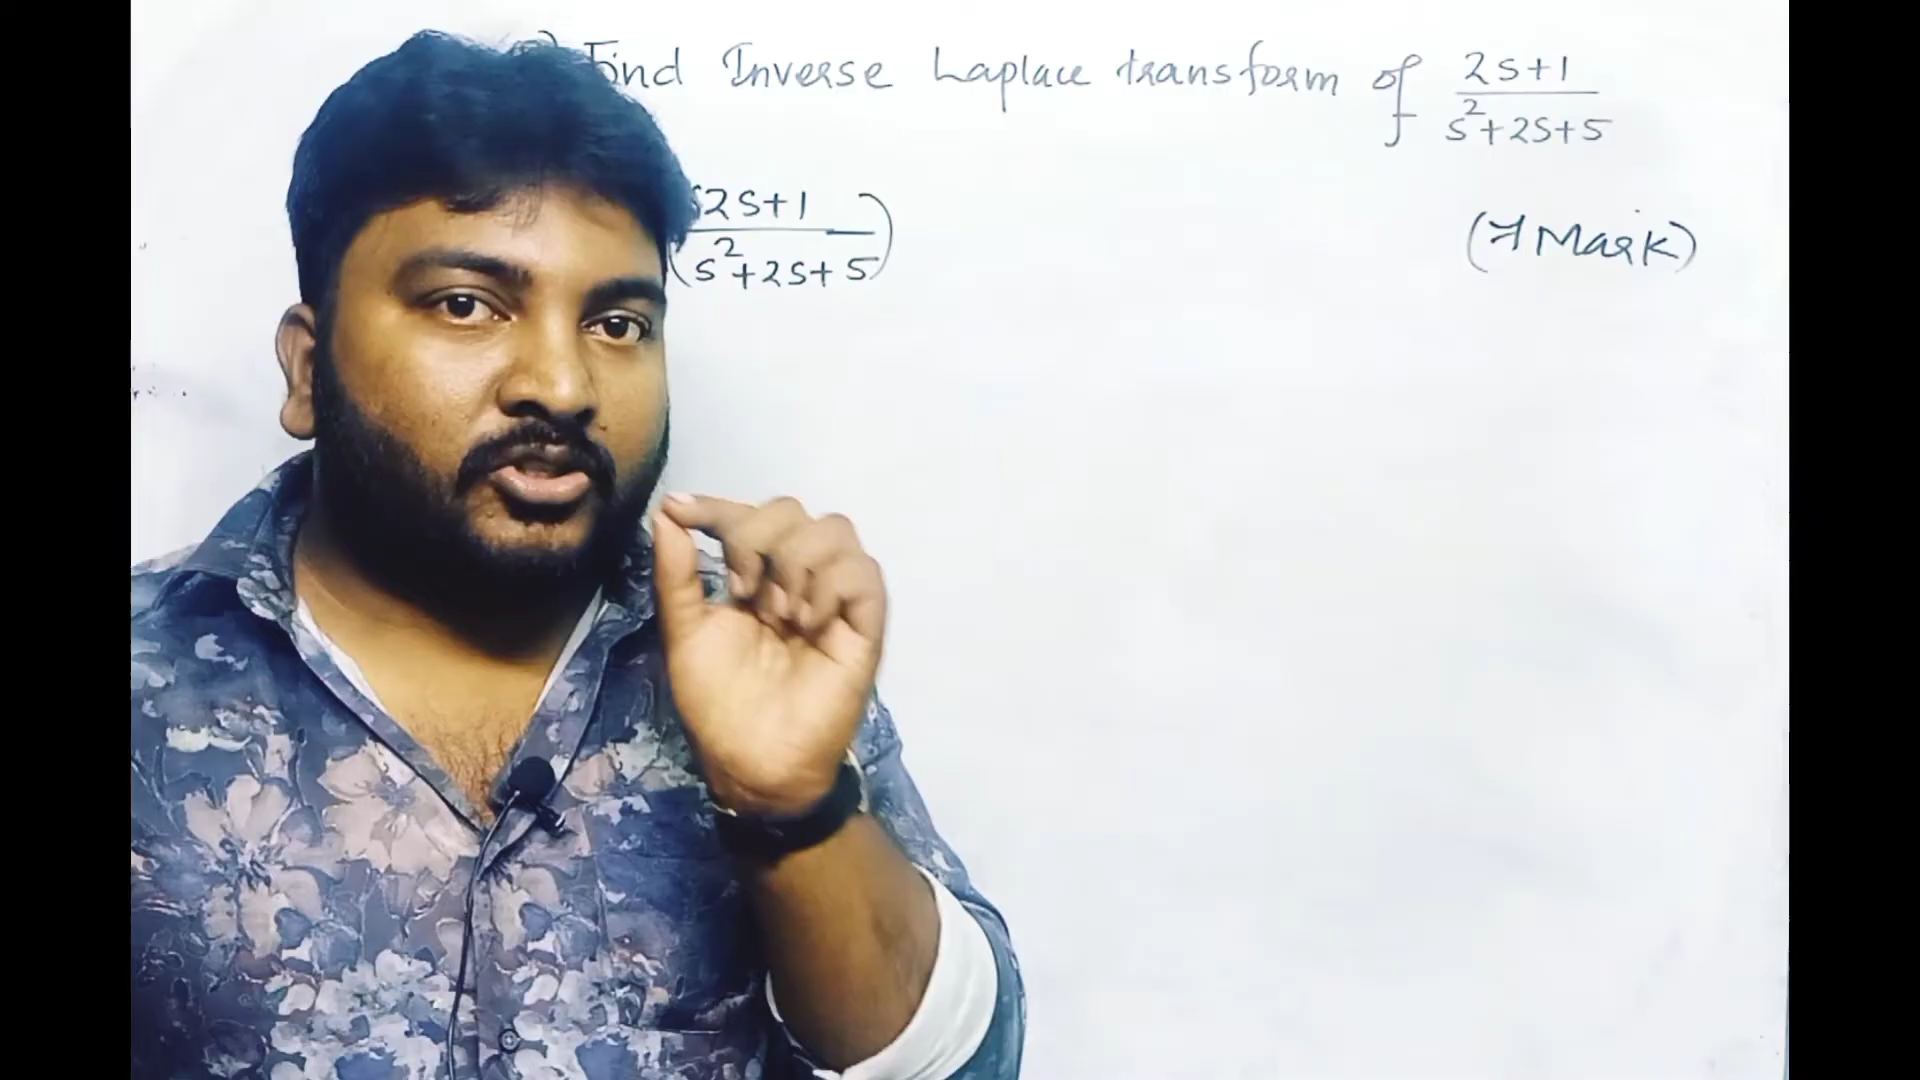 Find Inverse Laplace transform of 2s+1
s²+2s+5
2s+1
(s²+2s+5)
(7 Mark)